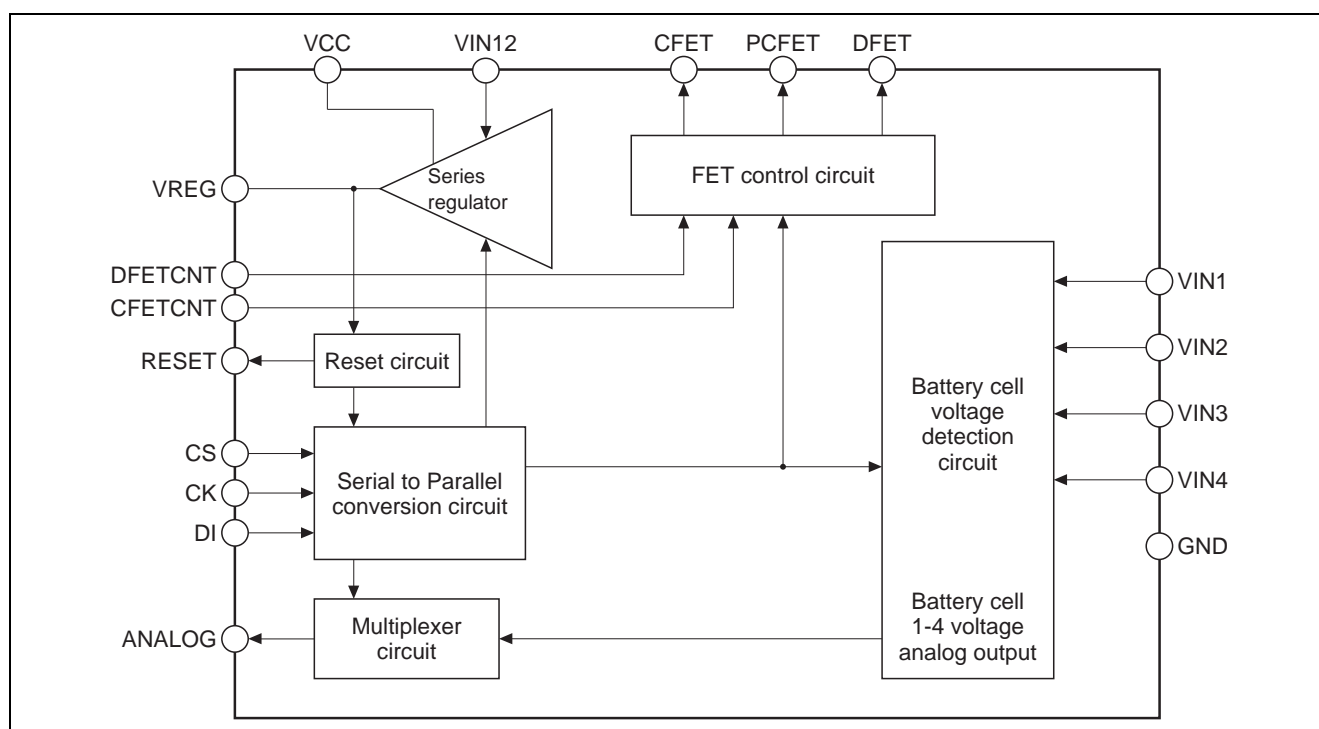 VCC
VIN12
CFET
PCFET
DFET
VREG
Series
regulator
FET control circuit
DFETCNT
CFETCNT
VIN1
RESET
Reset circuit
VIN2
Battery cell
voltage
detection
circuit
VIN3
CS
CK
DI
Serial to Parallel
conversion circuit
VIN4
GND
ANALOG
Multiplexer
circuit
Battery cell
1-4 voltage
analog output